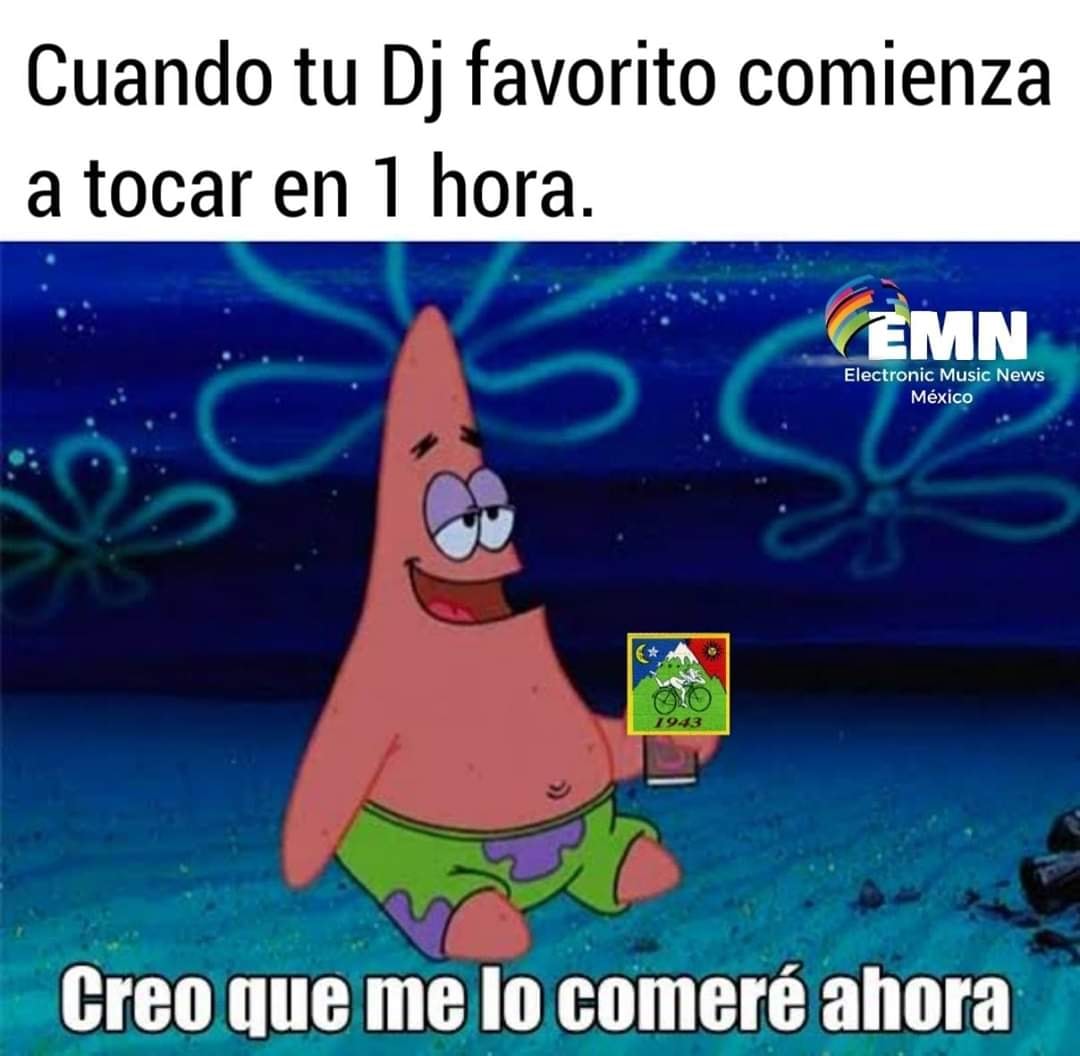 Cuando tu Dj favorito comienza
a tocar en 1 hora.
EMN
Electronic Music News
México
1943
Creo que me lo comeré ahora